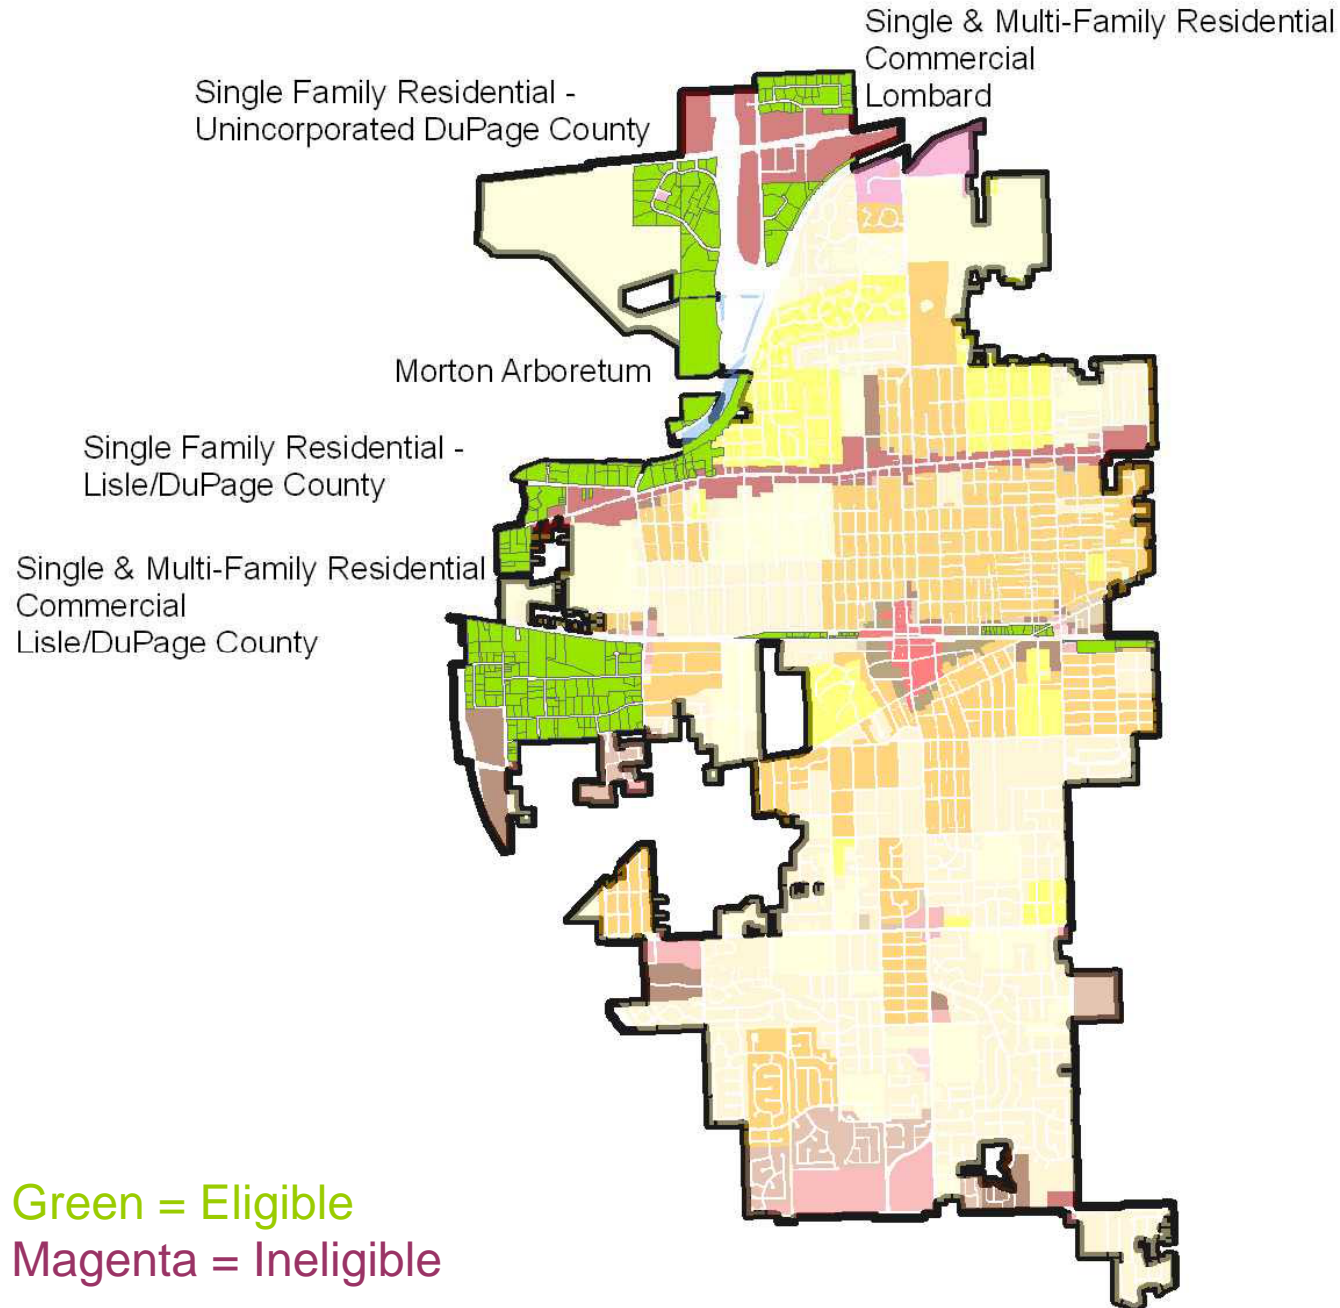 Single & Multi-Family Residential
Commercial
Lombard
Single Family Residential -
Unincorporated DuPage County
Morton Arboretum
Single Family Residential -
Lisle/DuPage County
Single & Multi-Family Residential
Commercial
Lisle/DuPage County
Green = Eligible
Magenta = Ineligible